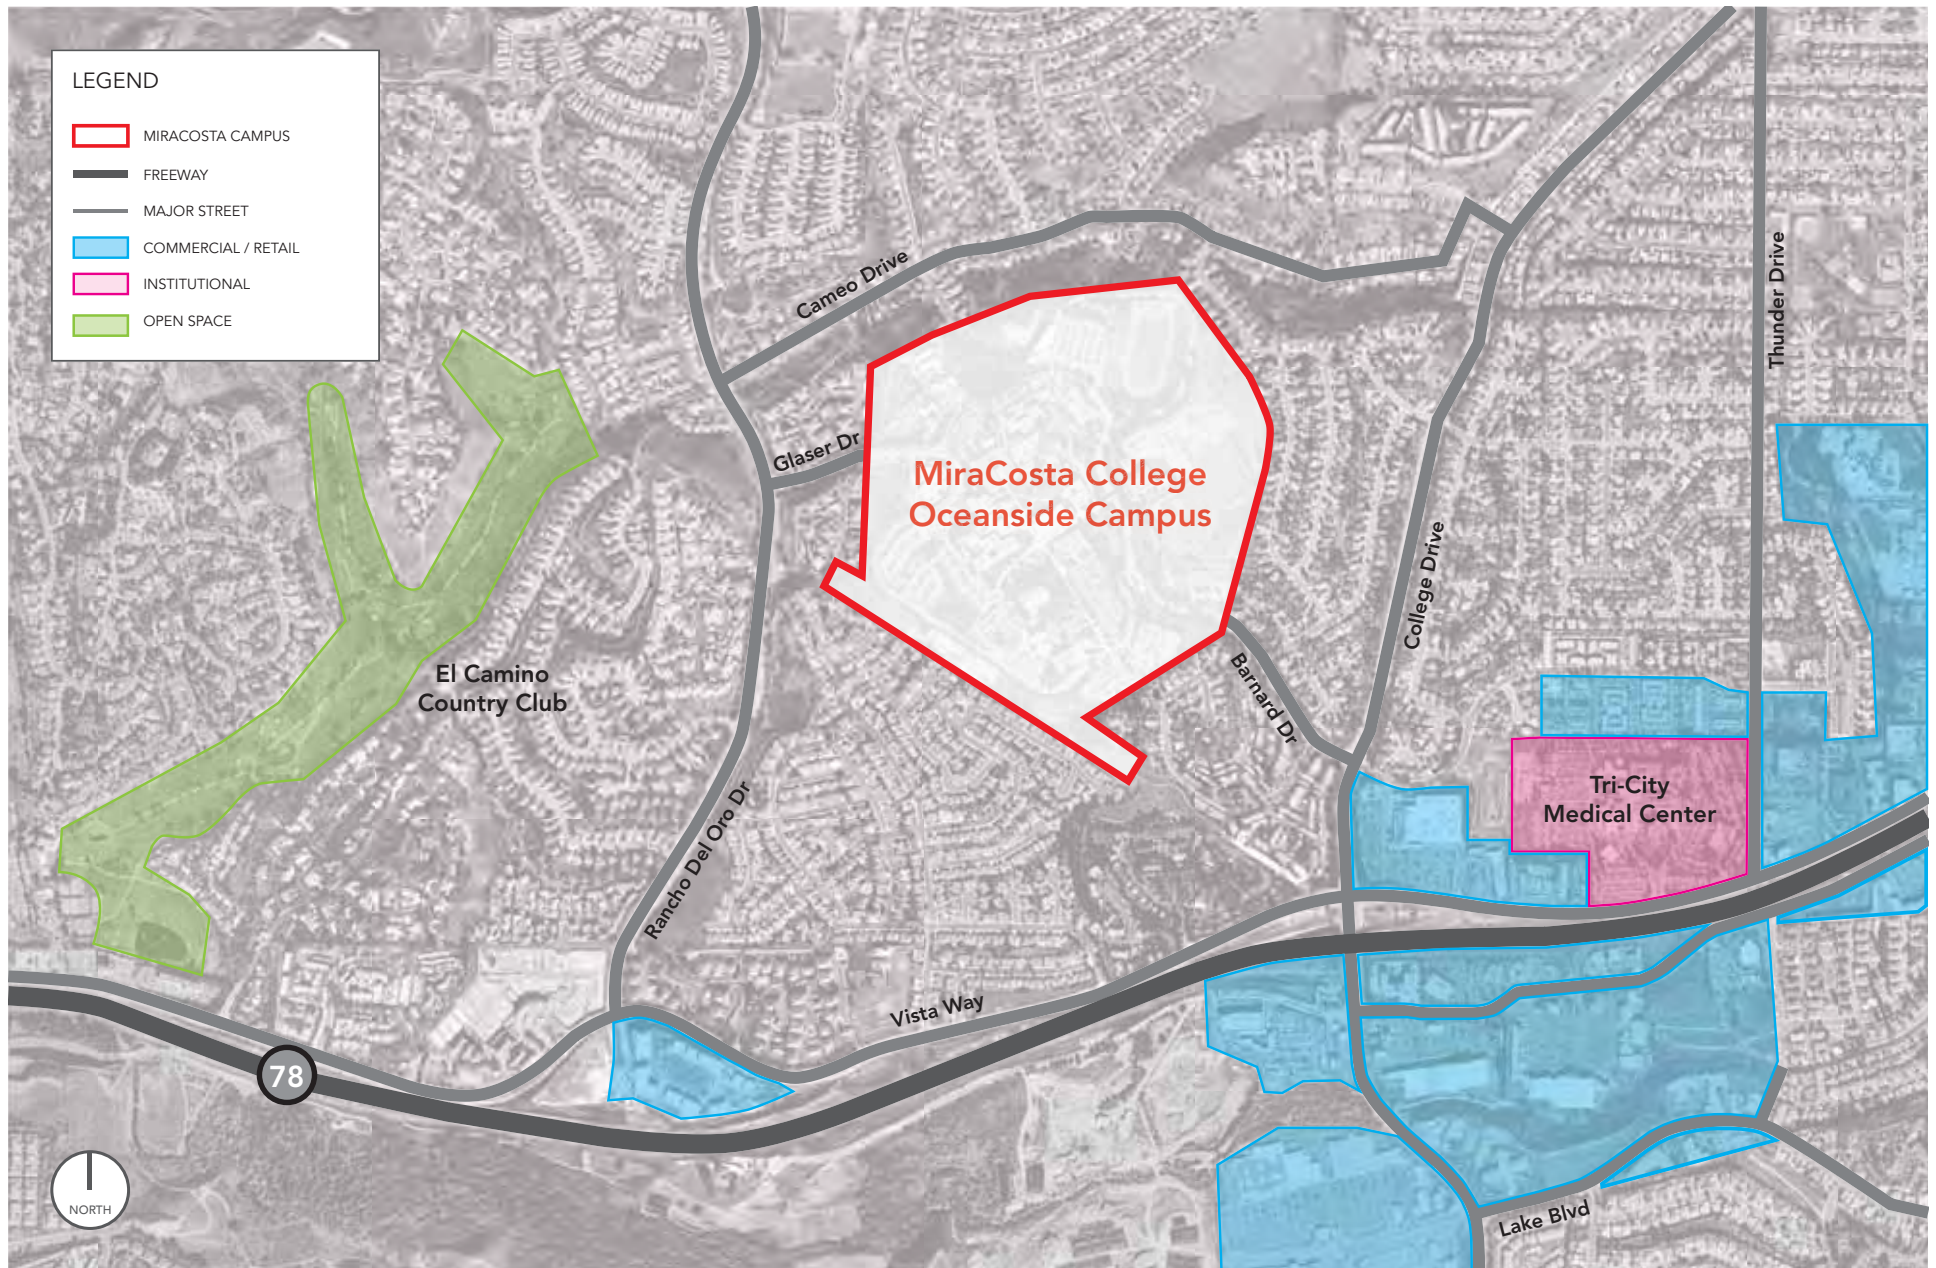 LEGEND
MIRACOSTA CAMPUS
FREEWAY
MAJOR STREET
COMMERCIAL / RETAIL
INSTITUTIONAL
OPEN SPACE
Cameo Drive
Thunder Drive
Glaser Dr
MiraCosta College
Oceanside Campus
College Drive
El Camino
Country Club
Barnard Dr
Rancho Del Oro Dr
Tri-City
Medical Center
Vista Way
78
NORTH
Lake Blvd